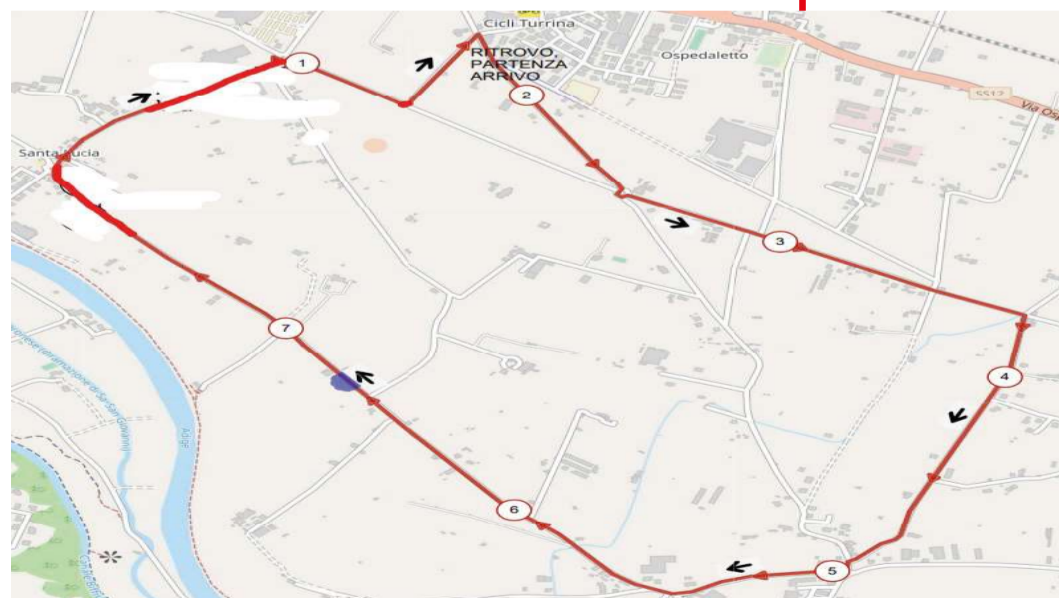 Cicli Turrina
RITROVO,
PARTENZA
ARRIVO
Ospedaletto
SS12
Via Osp
1
2
Santa Lucia
3
7
4
Adige
6
5